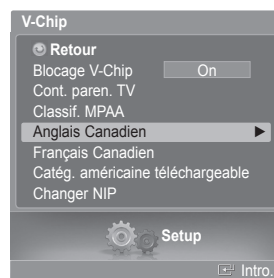 V-Chip
Retour
Blocage V-Chip On
Cont. paren. TV
Classif. MPAA
Anglais Canadien
Français Canadien
Catég. américaine téléchargeable
Changer NIP
Setup
Intro.